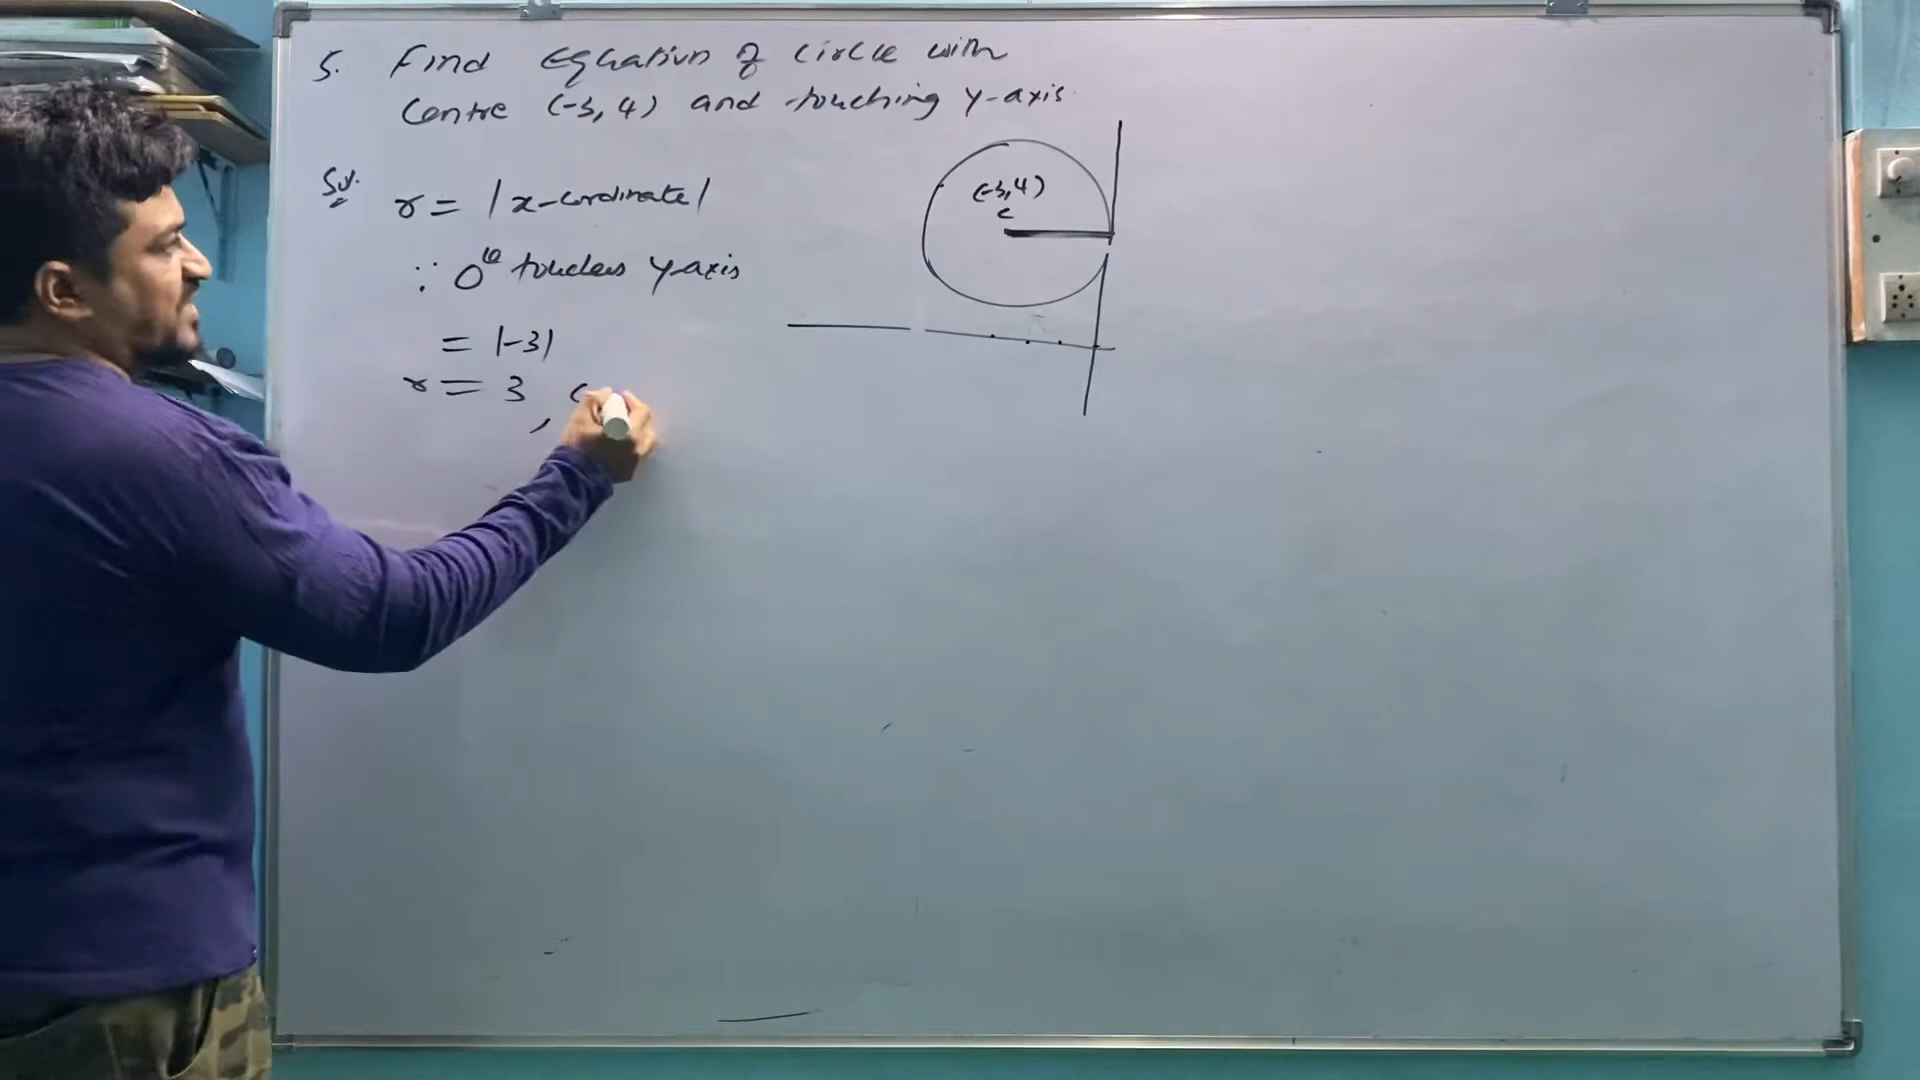 5. Find equation of circle with
centre (-3, 4) and touching y-axis.
Sol.
r = |x-cordinate|
∵ Oˡᵉ touches y-axis
= |-3|
r = 3 , c
(-3, 4)
c